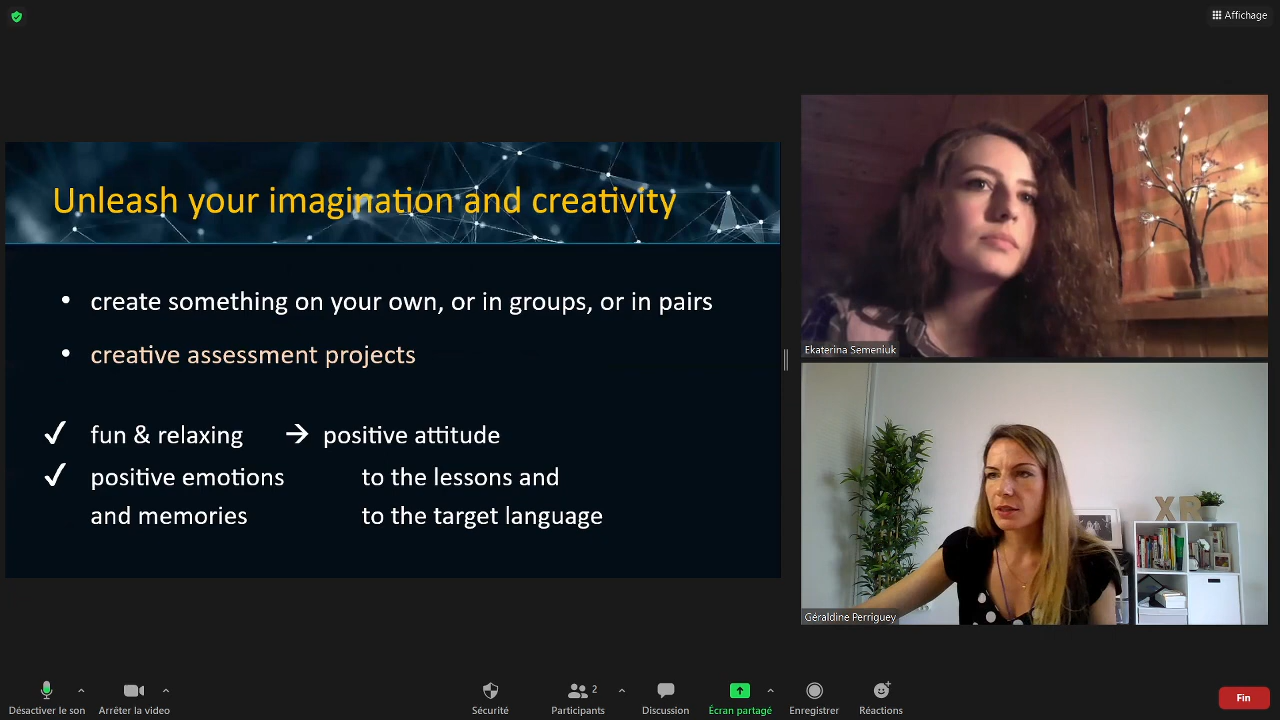 Affichage
Unleash your imagination and creativity
• create something on your own, or in groups, or in pairs
• creative assessment projects
✓ fun & relaxing → positive attitude
✓ positive emotions to the lessons and
and memories to the target language
Ekaterina Semeniuk
XR
Géraldine Perriguey
Désactiver le son
Arrêter la video
Sécurité
2
Participants
Discussion
Écran partagé
Enregistrer
Réactions
Fin